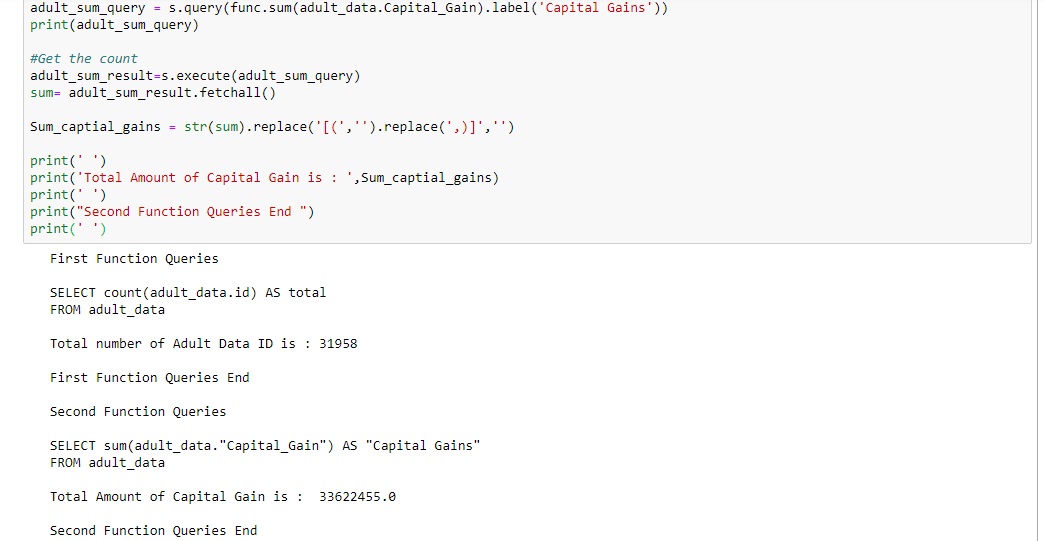 adult_sum_query = s.query(func.sum(adult_data.Capital_Gain).label('Capital Gains'))
print(adult_sum_query)
#Get the count
adult_sum_result=s.execute(adult_sum_query)
sum= adult_sum_result.fetchall()
Sum_captial_gains = str(sum).replace('[(','').replace(',)]','')
print(' ')
print('Total Amount of Capital Gain is : ',Sum_captial_gains)
print(' ')
print("Second Function Queries End ")
print(' ')
First Function Queries
SELECT count(adult_data.id) AS total
FROM adult_data
Total number of Adult Data ID is : 31958
First Function Queries End
Second Function Queries
SELECT sum(adult_data."Capital_Gain") AS "Capital Gains"
FROM adult_data
Total Amount of Capital Gain is :  33622455.0
Second Function Queries End